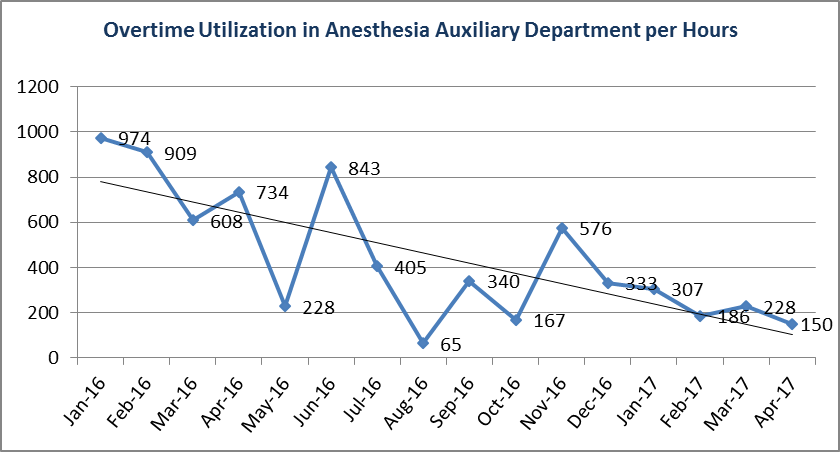 Overtime Utilization in Anesthesia Auxiliary Department per Hours
1200
1000
800
600
400
200
0
974
909
608
734
228
843
405
65
340
167
576
333
307
186
228
150
Jan-16
Feb-16
Mar-16
Apr-16
May-16
Jun-16
Jul-16
Aug-16
Sep-16
Oct-16
Nov-16
Dec-16
Jan-17
Feb-17
Mar-17
Apr-17